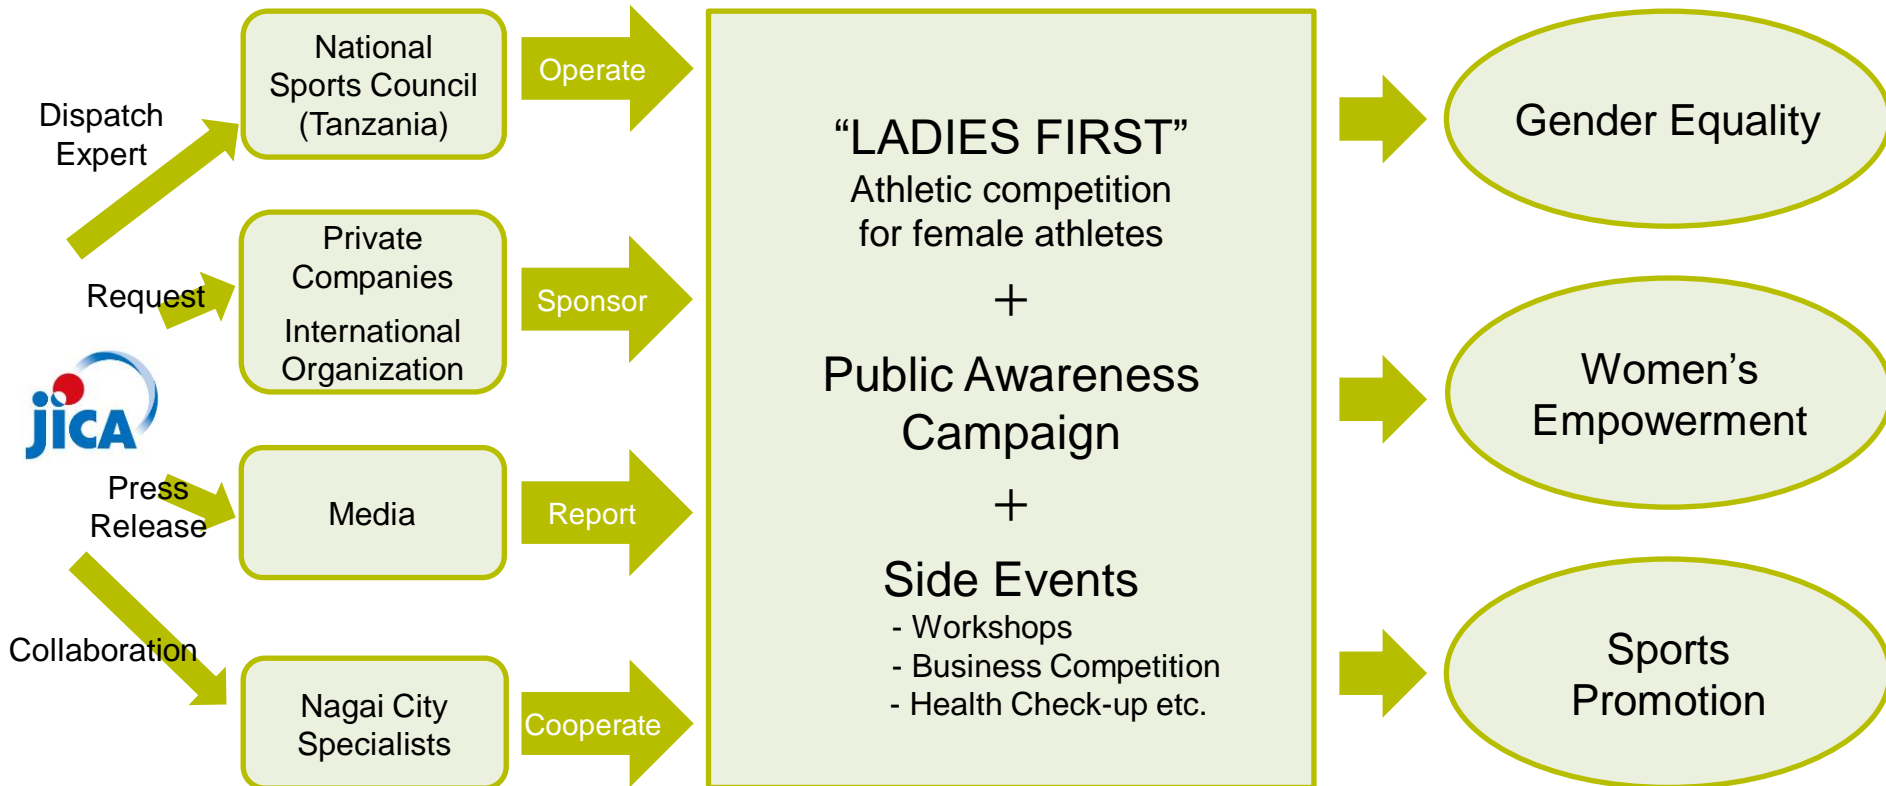 Dispatch
Expert
Request
jica
Press
Release
Collaboration
National
Sports Council
(Tanzania)
Private
Companies
International
Organization
Media
Nagai City
Specialists
Operate
Sponsor
Report
Cooperate
“LADIES FIRST”
Athletic competition
for female athletes
+
Public Awareness
Campaign
+
Side Events
- Workshops
- Business Competition
- Health Check-up etc.
Gender Equality
Women’s
Empowerment
Sports
Promotion